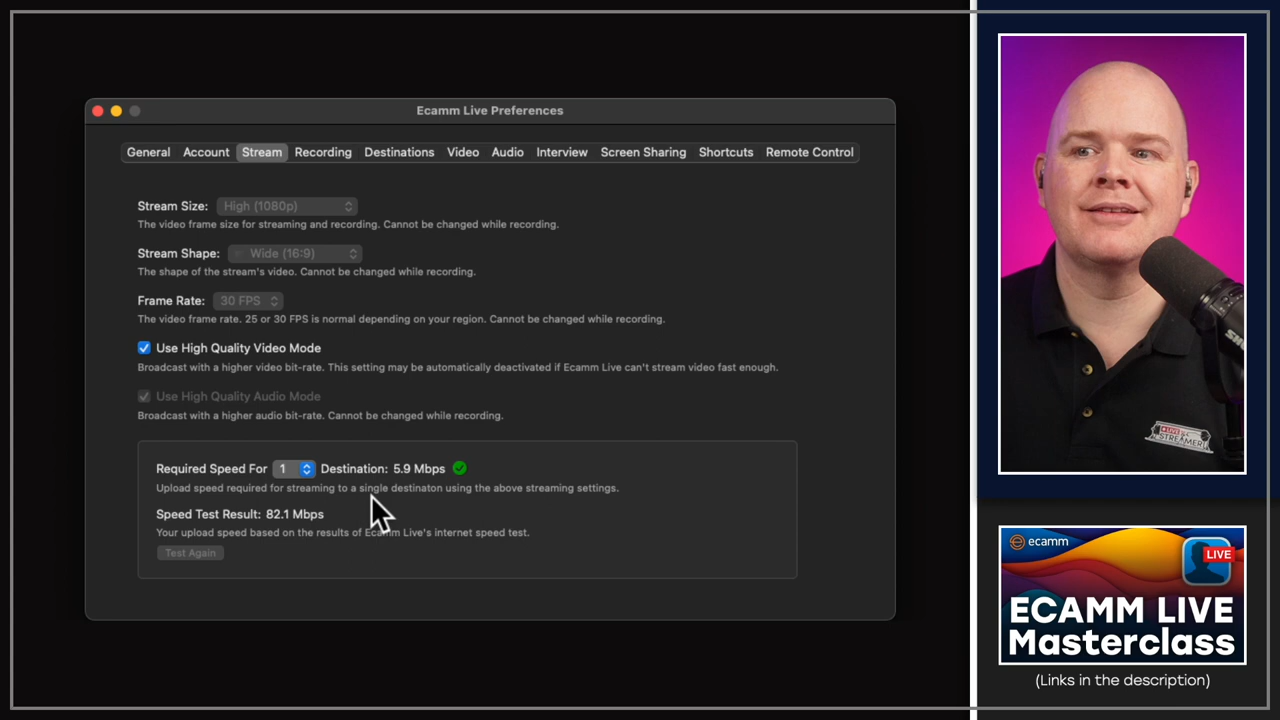 Ecamm Live Preferences
General Account Stream Recording Destinations Video Audio Interview Screen Sharing Shortcuts Remote Control
Stream Size: High (1080p)
The video frame size for streaming and recording. Cannot be changed while recording.
Stream Shape: Wide (16:9)
The shape of the stream's video. Cannot be changed while recording.
Frame Rate: 30 FPS
The video frame rate. 25 or 30 FPS is normal depending on your region. Cannot be changed while recording.
Use High Quality Video Mode
Broadcast with a higher video bit-rate. This setting may be automatically deactivated if Ecamm Live can't stream video fast enough.
Use High Quality Audio Mode
Broadcast with a higher audio bit-rate. Cannot be changed while recording.
Required Speed For 1 Destination: 5.9 Mbps
Upload speed required for streaming to a single destinaton using the above streaming settings.
Speed Test Result: 82.1 Mbps
Your upload speed based on the results of Ecamm Live's internet speed test.
Test Again
LIVE
STREAMER
ecamm
LIVE
ECAMM LIVE
Masterclass
(Links in the description)